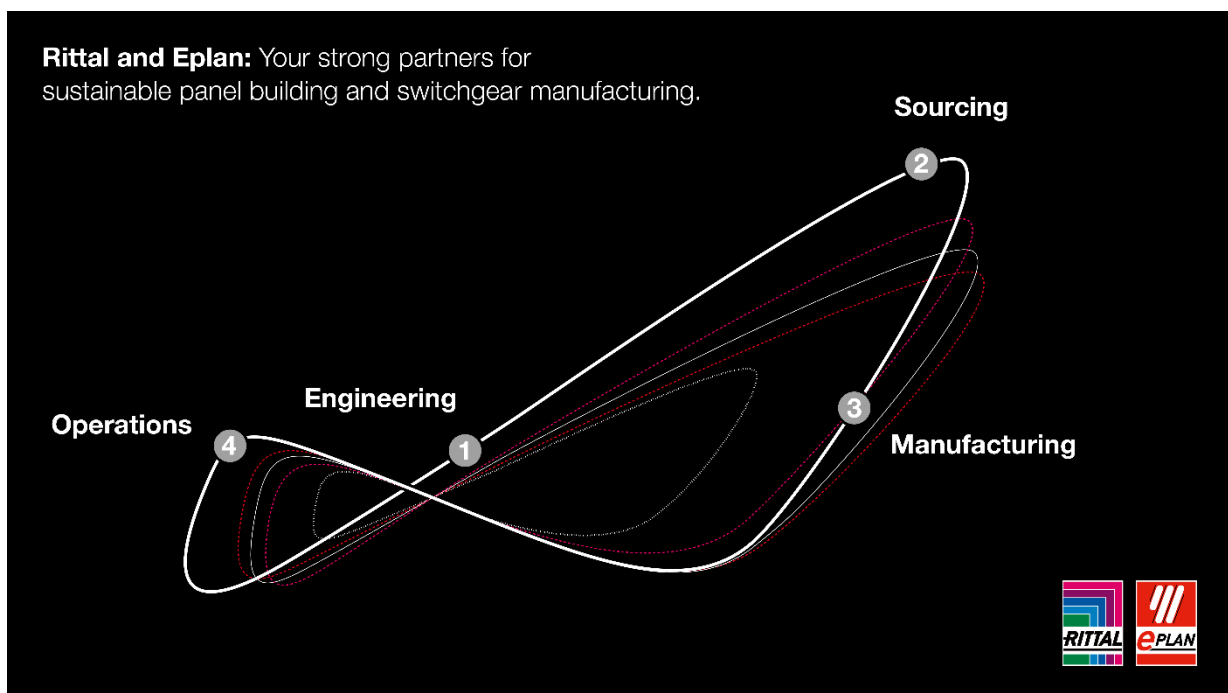 Rittal and Eplan: Your strong partners for
sustainable panel building and switchgear manufacturing.
Sourcing
2
Engineering
Operations
4
1
3
Manufacturing
RITTAL
ePLAN